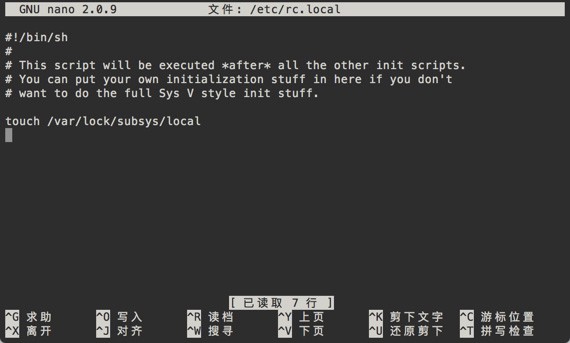 GNU nano 2.0.9 文件: /etc/rc.local
#!/bin/sh
#
# This script will be executed *after* all the other init scripts.
# You can put your own initialization stuff in here if you don't
# want to do the full Sys V style init stuff.
touch /var/lock/subsys/local
[ 已读取 7 行 ]
^G 求助 ^O 写入 ^R 读档 ^Y 上页 ^K 剪下文字 ^C 游标位置
^X 离开 ^J 对齐 ^W 搜寻 ^V 下页 ^U 还原剪下 ^T 拼写检查